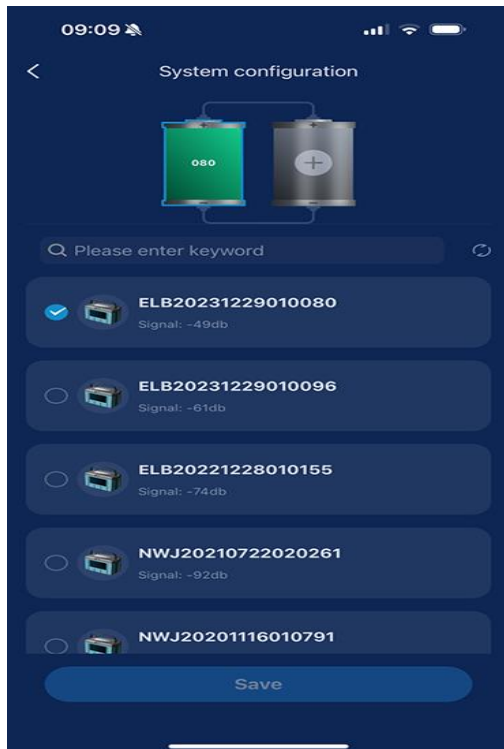 09:09
System configuration
080
Please enter keyword
ELB20231229010080
Signal: -49db
ELB20231229010096
Signal: -61db
ELB20221228010155
Signal: -74db
NWJ20210722020261
Signal: -92db
NWJ20201116010791
Save